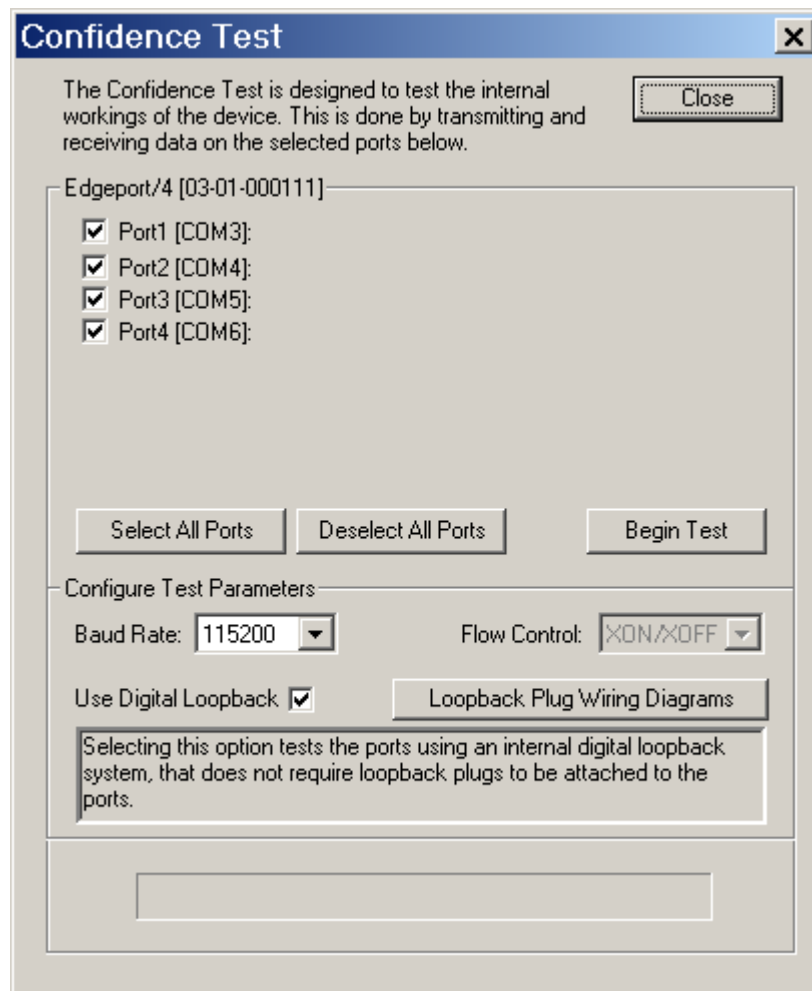 Confidence Test
The Confidence Test is designed to test the internal
workings of the device. This is done by transmitting and
receiving data on the selected ports below.
Close
Edgeport/4 [03-01-000111]
Port1 [COM3]:
Port2 [COM4]:
Port3 [COM5]:
Port4 [COM6]:
Select All Ports
Deselect All Ports
Begin Test
Configure Test Parameters
Baud Rate: 115200
Flow Control: XON/XOFF
Use Digital Loopback
Loopback Plug Wiring Diagrams
Selecting this option tests the ports using an internal digital loopback
system, that does not require loopback plugs to be attached to the
ports.